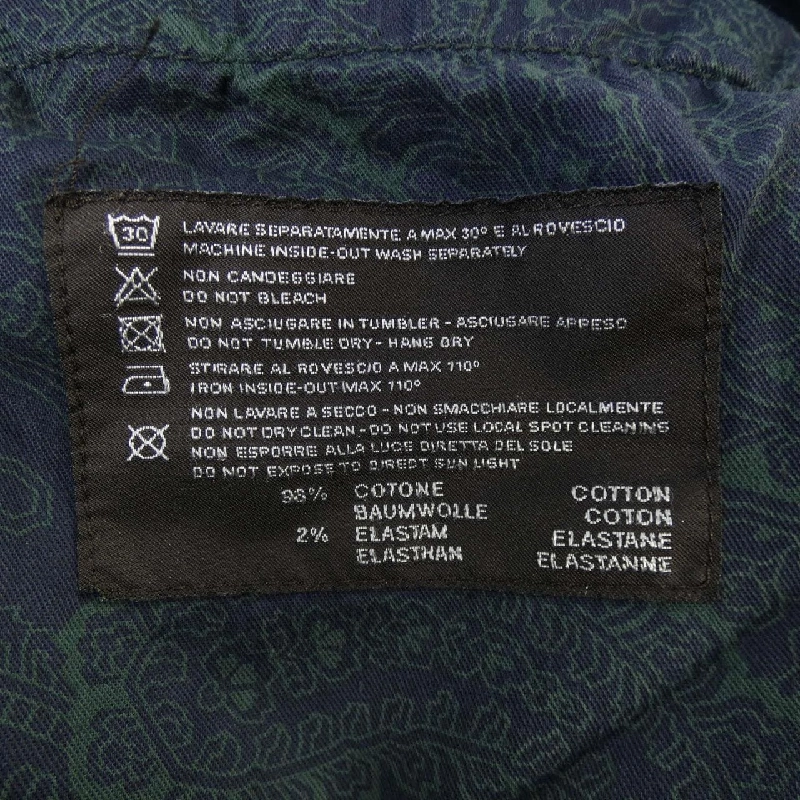 30
LAVARE SEPARATAMENTE A MAX 30° E AL ROVESCIO
MACHINE INSIDE-OUT WASH SEPARATELY
NON CANDEGGIARE
DO NOT BLEACH
NON ASCIUGARE IN TUMBLER - ASCIUGARE APPESO
DO NOT TUMBLE DRY - HANG DRY
STIRARE AL ROVESCIO A MAX 110°
IRON INSIDE-OUT MAX 110°
NON LAVARE A SECCO - NON SMACCHIARE LOCALMENTE
DO NOT DRY CLEAN - DO NOT USE LOCAL SPOT CLEANING
NON ESPORRE ALLA LUCE DIRETTA DEL SOLE
DO NOT EXPOSE TO DIRECT SUN LIGHT
98% COTONE COTTON
BAUMWOLLE COTON
2% ELASTAM ELASTANE
ELASTHAN ELASTANNE